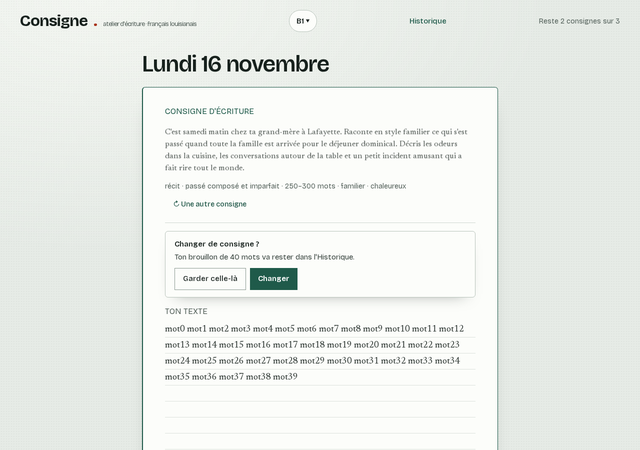 Consigne. atelier d'écriture · français louisianais
B1 ▾
Historique
Reste 2 consignes sur 3
Lundi 16 novembre
CONSIGNE D'ÉCRITURE
C'est samedi matin chez ta grand-mère à Lafayette. Raconte en style familier ce qui s'est
passé quand toute la famille est arrivée pour le déjeuner dominical. Décris les odeurs
dans la cuisine, les conversations autour de la table et un petit incident amusant qui a
fait rire tout le monde.
récit · passé composé et imparfait · 250–300 mots · familier · chaleureux
↻ Une autre consigne
Changer de consigne ?
Ton brouillon de 40 mots va rester dans l'Historique.
Garder celle-là
Changer
TON TEXTE
mot0 mot1 mot2 mot3 mot4 mot5 mot6 mot7 mot8 mot9 mot10 mot11 mot12
mot13 mot14 mot15 mot16 mot17 mot18 mot19 mot20 mot21 mot22 mot23
mot24 mot25 mot26 mot27 mot28 mot29 mot30 mot31 mot32 mot33 mot34
mot35 mot36 mot37 mot38 mot39